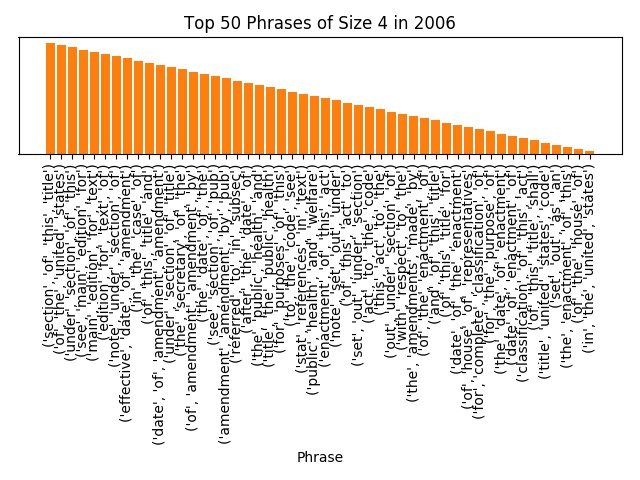 Top 50 Phrases of Size 4 in 2006
('section', 'of', 'this', 'title')
('of', 'the', 'united', 'states')
('under', 'section', 'of', 'this')
('see', 'main', 'edition', 'for')
('main', 'edition', 'for', 'text')
('edition', 'for', 'text', 'of')
('note', 'under', 'section', 'of')
('effective', 'date', 'of', 'amendment')
('in', 'the', 'case', 'of')
('of', 'this', 'title', 'and')
('date', 'of', 'amendment', 'amendment')
('under', 'section', 'of', 'title')
('the', 'secretary', 'of', 'the')
('of', 'amendment', 'amendment', 'by')
('the', 'date', 'of', 'the')
('see', 'section', 'of', 'pub')
('amendment', 'amendment', 'by', 'pub')
('referred', 'to', 'in', 'subsec')
('after', 'the', 'date', 'of')
('the', 'public', 'health', 'and')
('title', 'the', 'public', 'health')
('for', 'purposes', 'of', 'this')
('to', 'the', 'code', 'see')
('stat', 'references', 'in', 'text')
('public', 'health', 'and', 'welfare')
('enactment', 'of', 'this', 'act')
('note', 'set', 'out', 'under')
('of', 'this', 'act', 'to')
('set', 'out', 'under', 'section')
('act', 'to', 'the', 'code')
('this', 'act', 'to', 'the')
('out', 'under', 'section', 'of')
('with', 'respect', 'to', 'the')
('the', 'amendments', 'made', 'by')
('of', 'the', 'enactment', 'of')
('and', 'of', 'this', 'title')
('of', 'this', 'title', 'for')
('date', 'of', 'the', 'enactment')
('of', 'house', 'of', 'representatives')
('for', 'complete', 'classification', 'of')
('for', 'the', 'purpose', 'of')
('the', 'date', 'of', 'enactment')
('date', 'of', 'enactment', 'of')
('classification', 'of', 'this', 'act')
('of', 'this', 'title', 'shall')
('title', 'united', 'states', 'code')
('set', 'out', 'as', 'an')
('the', 'enactment', 'of', 'this')
('of', 'the', 'house', 'of')
('in', 'the', 'united', 'states')
Phrase